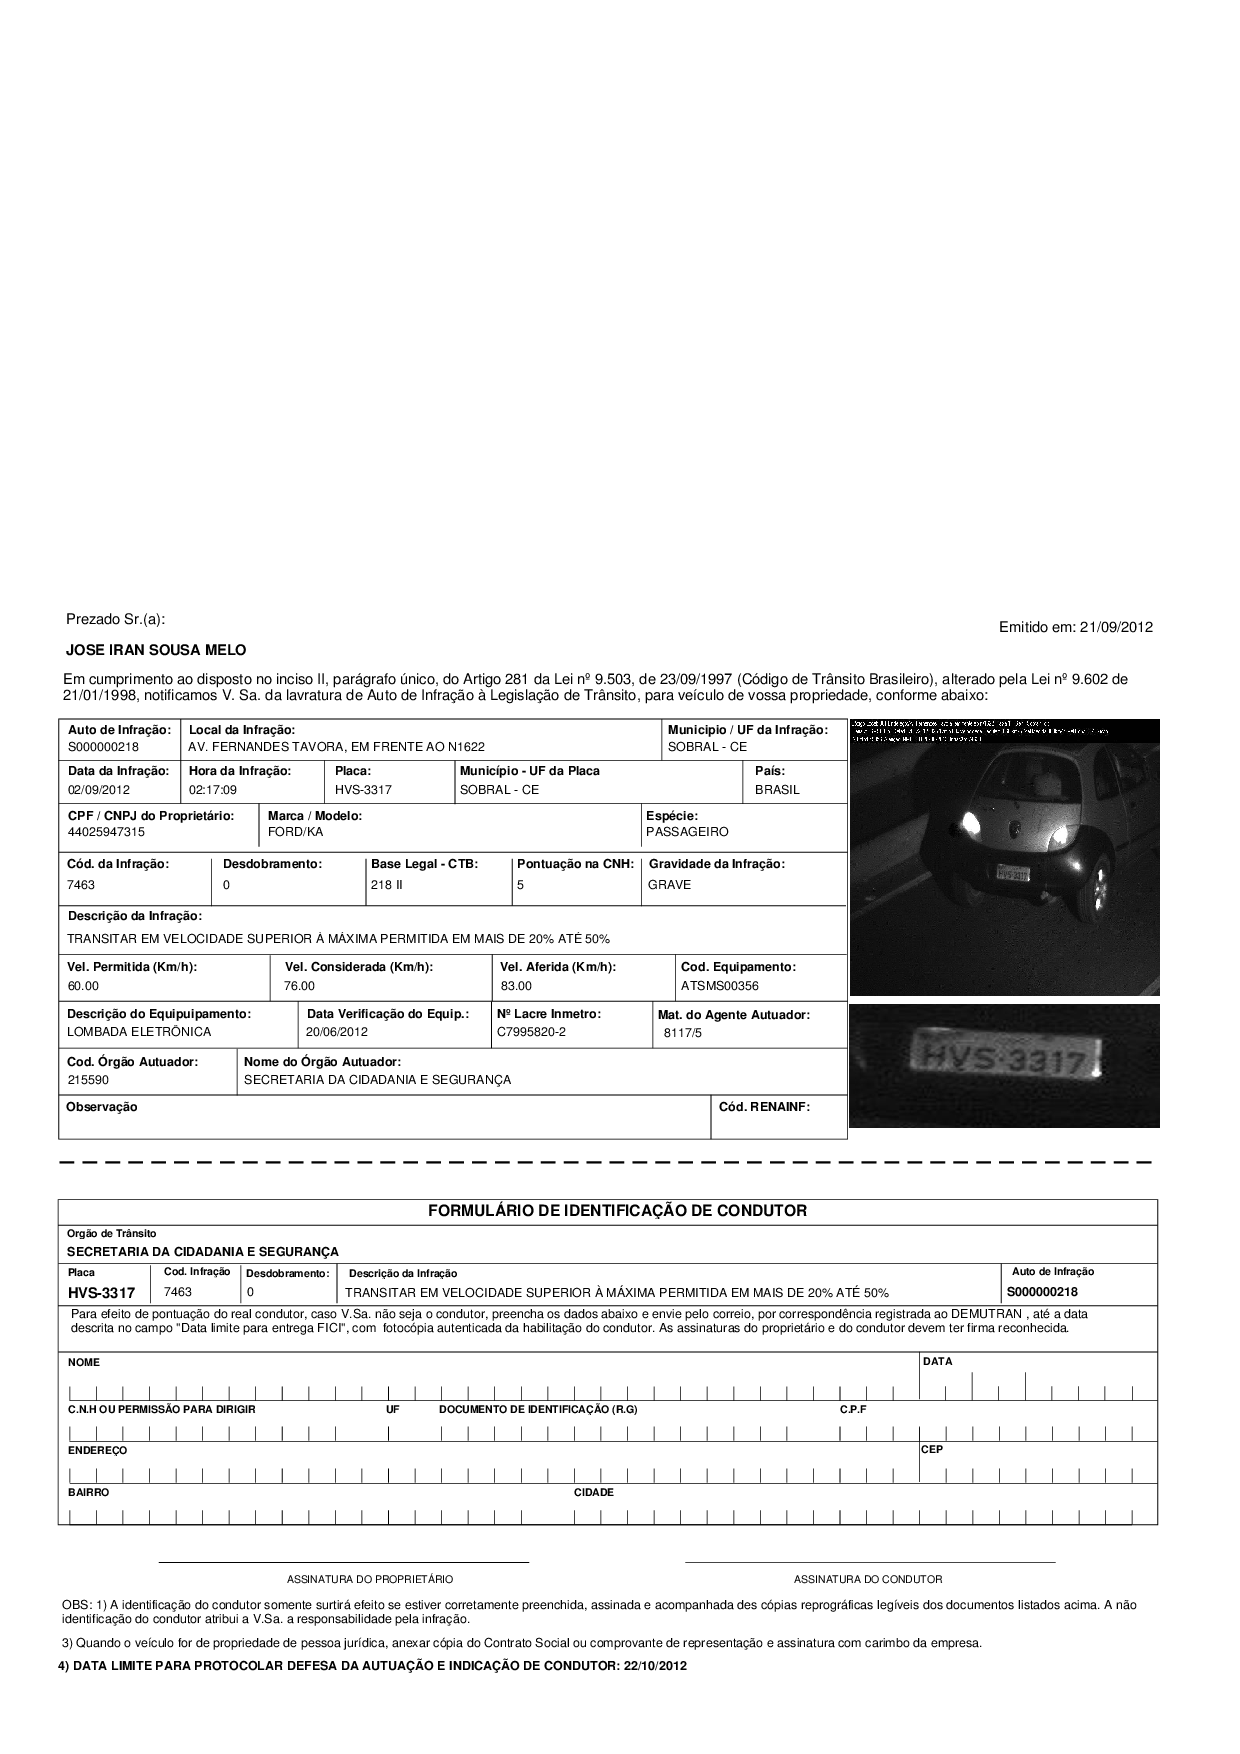 Prezado Sr.(a):
Emitido em: 21/09/2012
JOSE IRAN SOUSA MELO
Em cumprimento ao disposto no inciso II, parágrafo único, do Artigo 281 da Lei nº 9.503, de 23/09/1997 (Código de Trânsito Brasileiro), alterado pela Lei nº 9.602 de
21/01/1998, notificamos V. Sa. da lavratura de Auto de Infração à Legislação de Trânsito, para veículo de vossa propriedade, conforme abaixo:
Auto de Infração: Local da Infração: Municipio / UF da Infração:
S000000218 AV. FERNANDES TAVORA, EM FRENTE AO N1622 SOBRAL - CE
Data da Infração: Hora da Infração: Placa: Município - UF da Placa País:
02/09/2012 02:17:09 HVS-3317 SOBRAL - CE BRASIL
CPF / CNPJ do Proprietário: Marca / Modelo: Espécie:
44025947315 FORD/KA PASSAGEIRO
Cód. da Infração: Desdobramento: Base Legal - CTB: Pontuação na CNH: Gravidade da Infração:
7463 0 218 II 5 GRAVE
Descrição da Infração:
TRANSITAR EM VELOCIDADE SUPERIOR À MÁXIMA PERMITIDA EM MAIS DE 20% ATÉ 50%
Vel. Permitida (Km/h): Vel. Considerada (Km/h): Vel. Aferida (Km/h): Cod. Equipamento:
60.00 76.00 83.00 ATSMS00356
Descrição do Equipuipamento: Data Verificação do Equip.: Nº Lacre Inmetro: Mat. do Agente Autuador:
LOMBADA ELETRÔNICA 20/06/2012 C7995820-2 8117/5
Cod. Órgão Autuador: Nome do Órgão Autuador:
215590 SECRETARIA DA CIDADANIA E SEGURANÇA
Observação Cód. RENAINF:
HVS-3317
HVS-3317
FORMULÁRIO DE IDENTIFICAÇÃO DE CONDUTOR
Orgão de Trânsito
SECRETARIA DA CIDADANIA E SEGURANÇA
Placa Cod. Infração Desdobramento: Descrição da Infração Auto de Infração
HVS-3317 7463 0 TRANSITAR EM VELOCIDADE SUPERIOR À MÁXIMA PERMITIDA EM MAIS DE 20% ATÉ 50% S000000218
Para efeito de pontuação do real condutor, caso V.Sa. não seja o condutor, preencha os dados abaixo e envie pelo correio, por correspondência registrada ao DEMUTRAN , até a data
descrita no campo "Data limite para entrega FICI", com fotocópia autenticada da habilitação do condutor. As assinaturas do proprietário e do condutor devem ter firma reconhecida.
NOME DATA
C.N.H OU PERMISSÃO PARA DIRIGIR UF DOCUMENTO DE IDENTIFICAÇÃO (R.G) C.P.F
ENDEREÇO CEP
BAIRRO CIDADE
ASSINATURA DO PROPRIETÁRIO ASSINATURA DO CONDUTOR
OBS: 1) A identificação do condutor somente surtirá efeito se estiver corretamente preenchida, assinada e acompanhada des cópias reprográficas legíveis dos documentos listados acima. A não
identificação do condutor atribui a V.Sa. a responsabilidade pela infração.
3) Quando o veículo for de propriedade de pessoa jurídica, anexar cópia do Contrato Social ou comprovante de representação e assinatura com carimbo da empresa.
4) DATA LIMITE PARA PROTOCOLAR DEFESA DA AUTUAÇÃO E INDICAÇÃO DE CONDUTOR: 22/10/2012